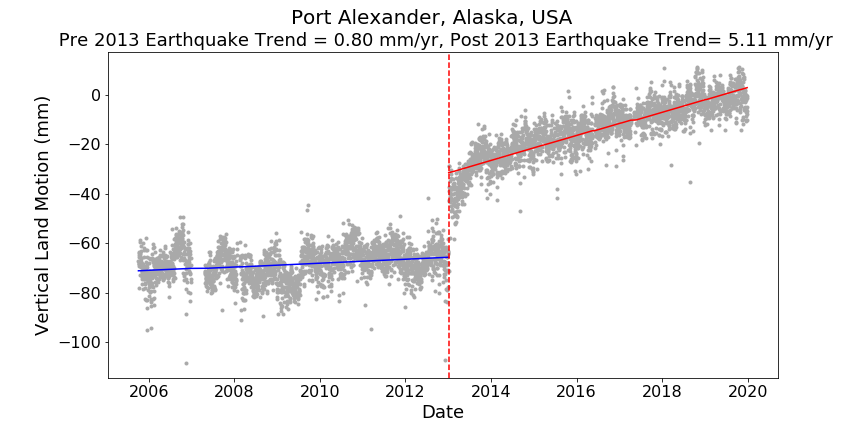 Port Alexander, Alaska, USA
Pre 2013 Earthquake Trend = 0.80 mm/yr, Post 2013 Earthquake Trend= 5.11 mm/yr
Vertical Land Motion (mm)
0
−20
−40
−60
−80
−100
2006 2008 2010 2012 2014 2016 2018 2020
Date